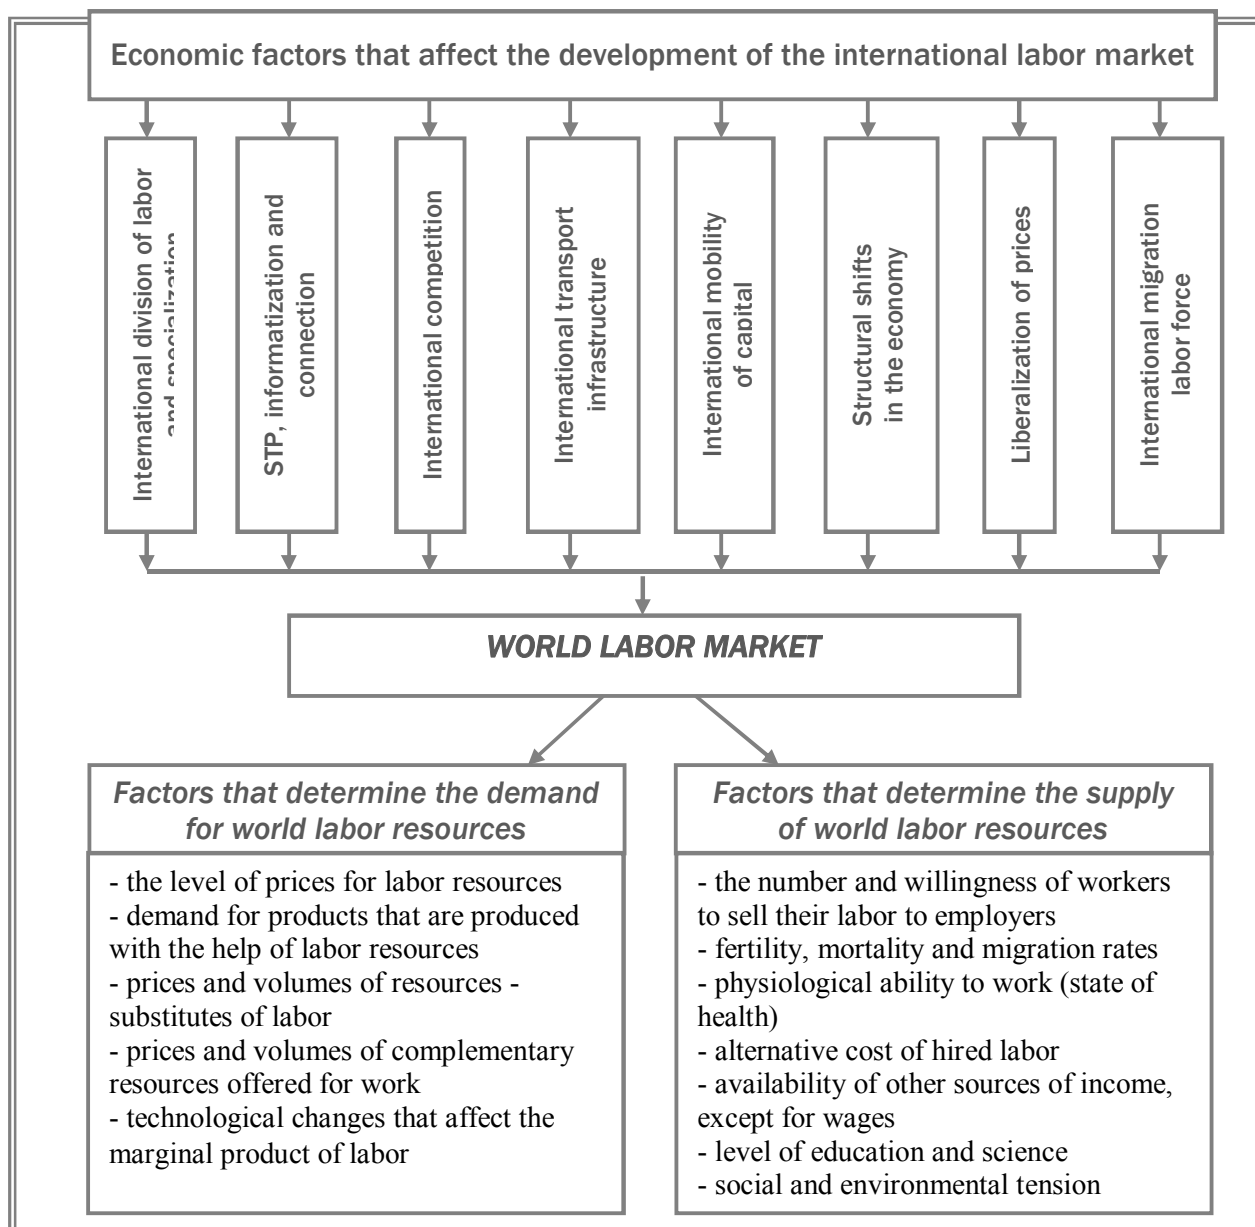 Economic factors that affect the development of the international labor market
International division of labor
and specialization
STP, informatization and
connection
International competition
International transport
infrastructure
International mobility
of capital
Structural shifts
in the economy
Liberalization of prices
International migration
labor force
WORLD LABOR MARKET
Factors that determine the demand
for world labor resources
- the level of prices for labor resources
- demand for products that are produced
with the help of labor resources
- prices and volumes of resources -
substitutes of labor
- prices and volumes of complementary
resources offered for work
- technological changes that affect the
marginal product of labor
Factors that determine the supply
of world labor resources
- the number and willingness of workers
to sell their labor to employers
- fertility, mortality and migration rates
- physiological ability to work (state of
health)
- alternative cost of hired labor
- availability of other sources of income,
except for wages
- level of education and science
- social and environmental tension